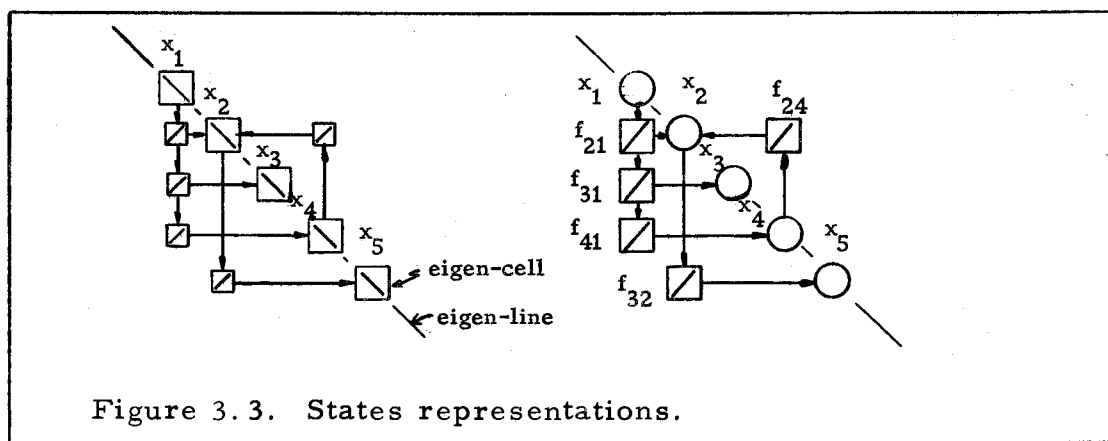 x1
x2
x3
x4
x5
eigen-cell
eigen-line
x1
x2
f24
f21
x3
f31
x4
f41
x5
f32
Figure 3.3. States representations.